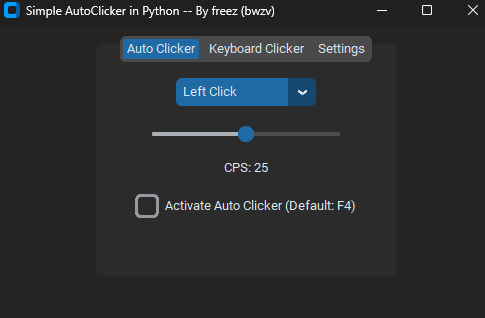 Simple AutoClicker in Python -- By freez (bwzv)
Auto Clicker Keyboard Clicker Settings
Left Click
CPS: 25
Activate Auto Clicker (Default: F4)